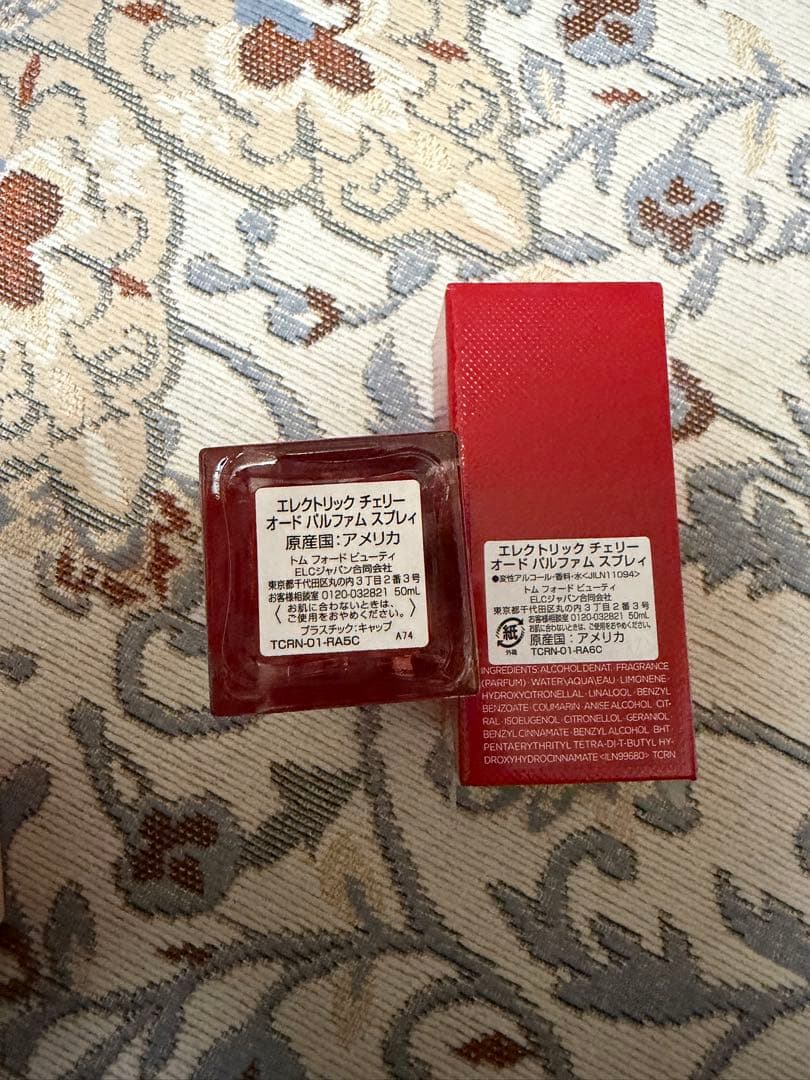 エレクトリック チェリー
オード パルファム スプレィ
原産国:アメリカ
トム フォード ビューティ
ELCジャパン合同会社
東京都千代田区丸の内3丁目2番3号
お客様相談室 0120-032821 50mL
〈お肌に合わないときは、
ご使用をおやめください。〉
プラスチック:キャップ
TCRN-01-RA5C A74
エレクトリック チェリー
オード パルファム スプレィ
●変性アルコール・香料・水<JILN11094>
トム フォード ビューティ
ELCジャパン合同会社
東京都千代田区丸の内3丁目2番3号
お客様相談室 0120-032821 50mL
お肌に合わないときは、ご使用をおやめください。
紙
外箱
原産国:アメリカ
TCRN-01-RA6C
INGREDIENTS: ALCOHOL DENAT. · FRAGRANCE
(PARFUM) · WATER\AQUA\EAU · LIMONENE ·
HYDROXYCITRONELLAL · LINALOOL · BENZYL
BENZOATE · COUMARIN · ANISE ALCOHOL · CIT-
RAL · ISOEUGENOL · CITRONELLOL · GERANIOL
BENZYL CINNAMATE · BENZYL ALCOHOL · BHT
PENTAERYTHRITYL TETRA-DI-T-BUTYL HY-
DROXYHYDROCINNAMATE <ILN99680> TCRN